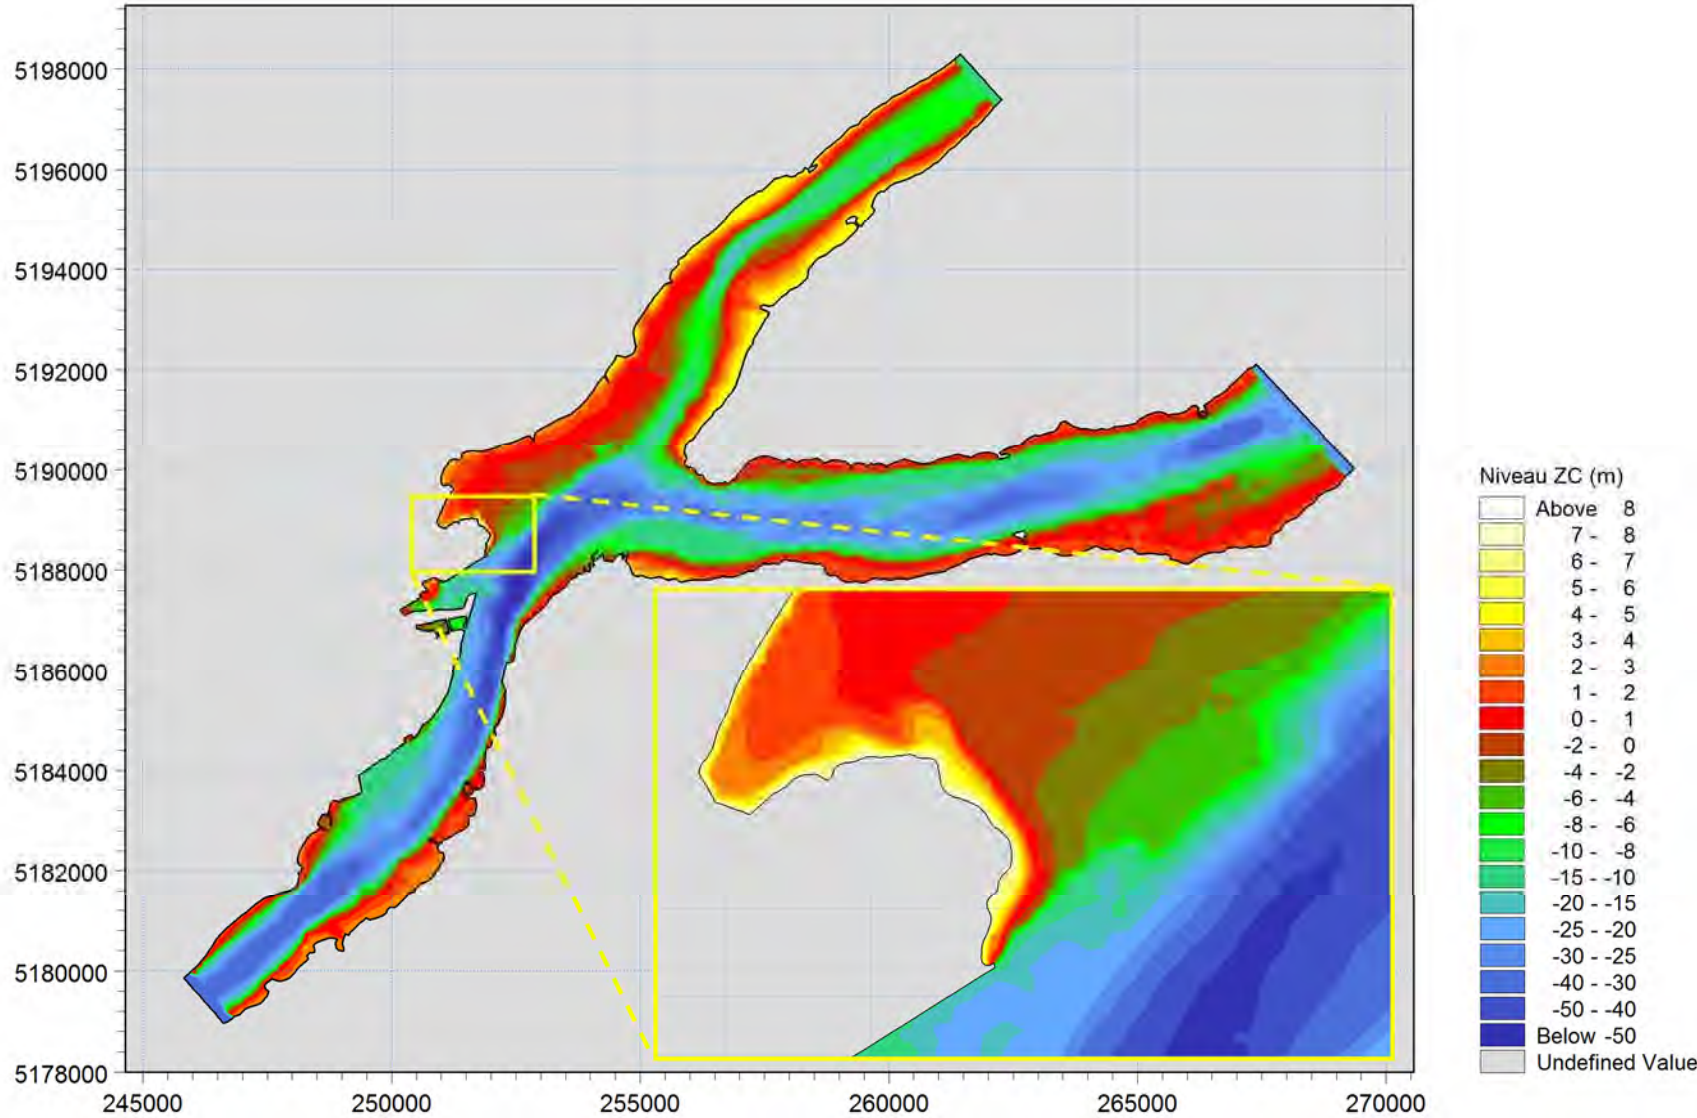 5198000
5196000
5194000
5192000
5190000
5188000
5186000
5184000
5182000
5180000
5178000
245000 250000 255000 260000 265000 270000
Niveau ZC (m)
Above 8
7 - 8
6 - 7
5 - 6
4 - 5
3 - 4
2 - 3
1 - 2
0 - 1
-2 - 0
-4 - -2
-6 - -4
-8 - -6
-10 - -8
-15 - -10
-20 - -15
-25 - -20
-30 - -25
-40 - -30
-50 - -40
Below -50
Undefined Value